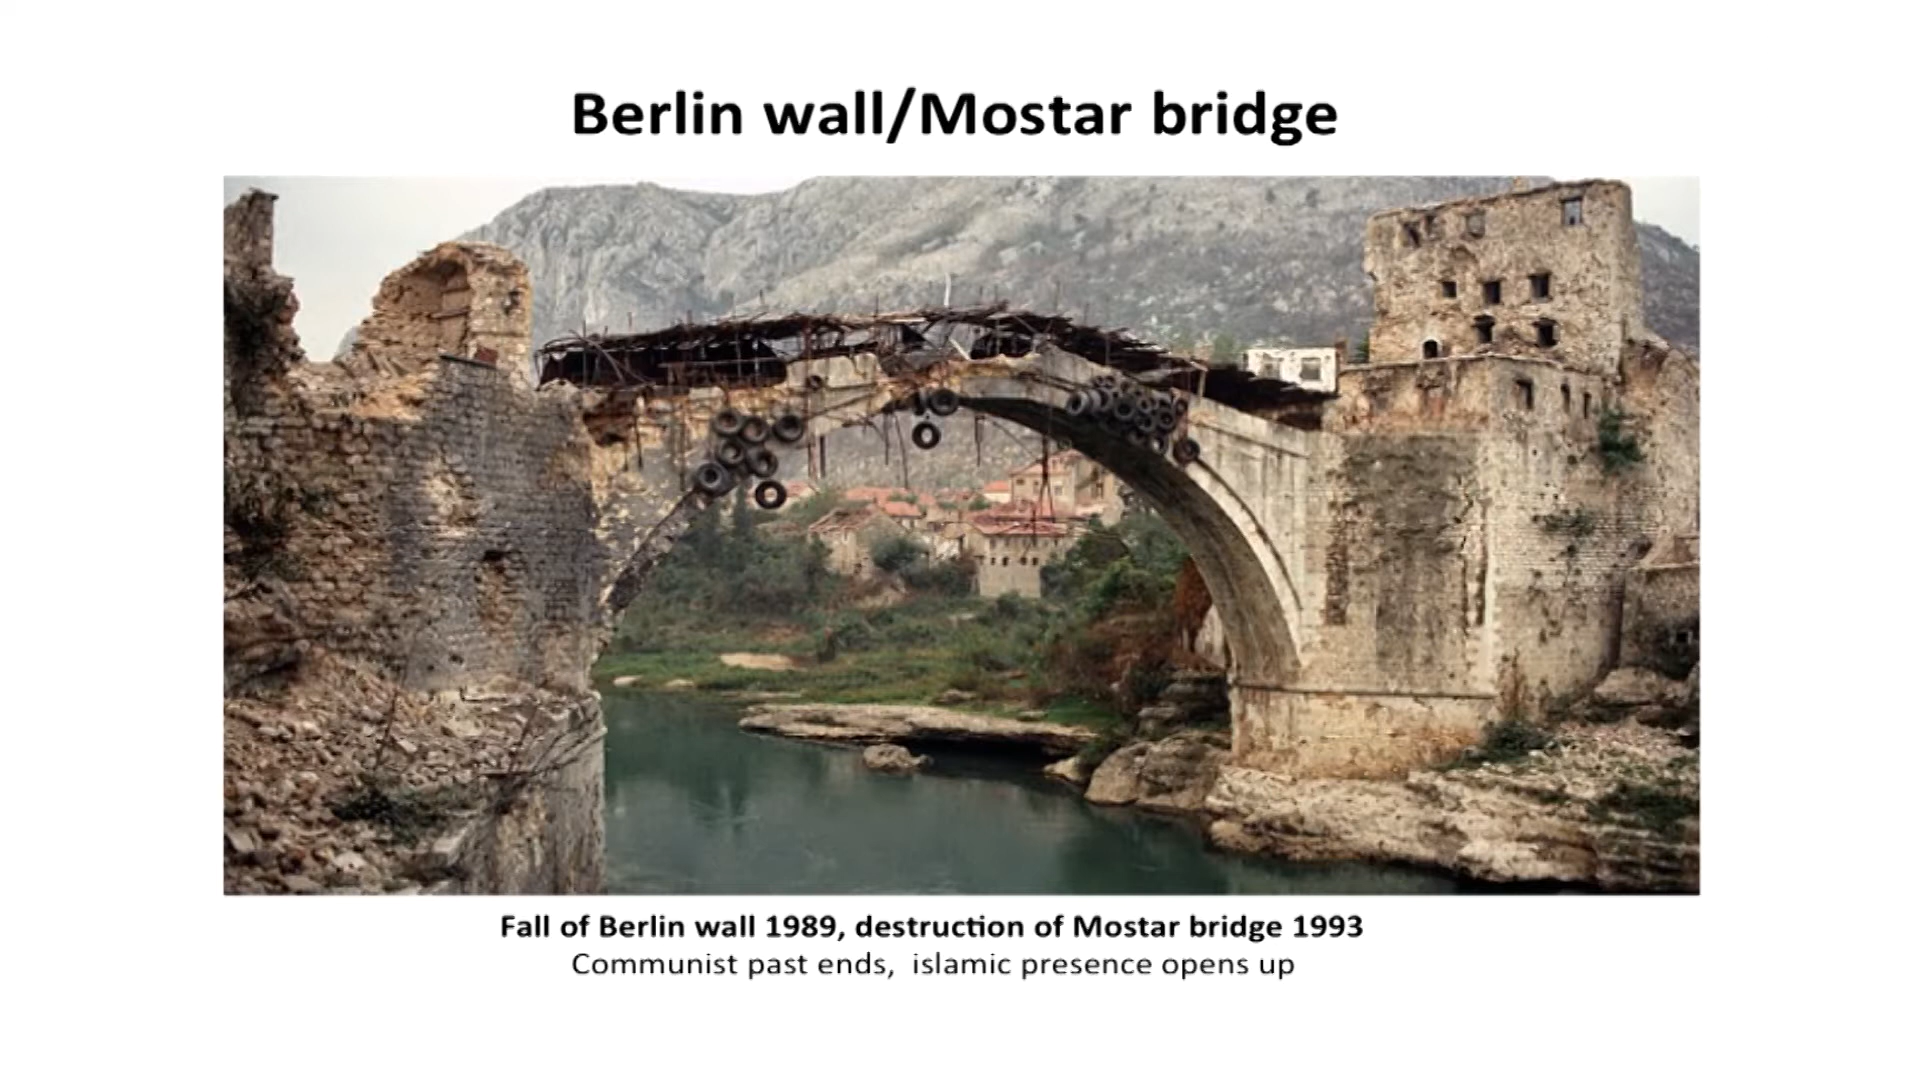 Berlin wall/Mostar bridge
Fall of Berlin wall 1989, destruction of Mostar bridge 1993
Communist past ends,  islamic presence opens up